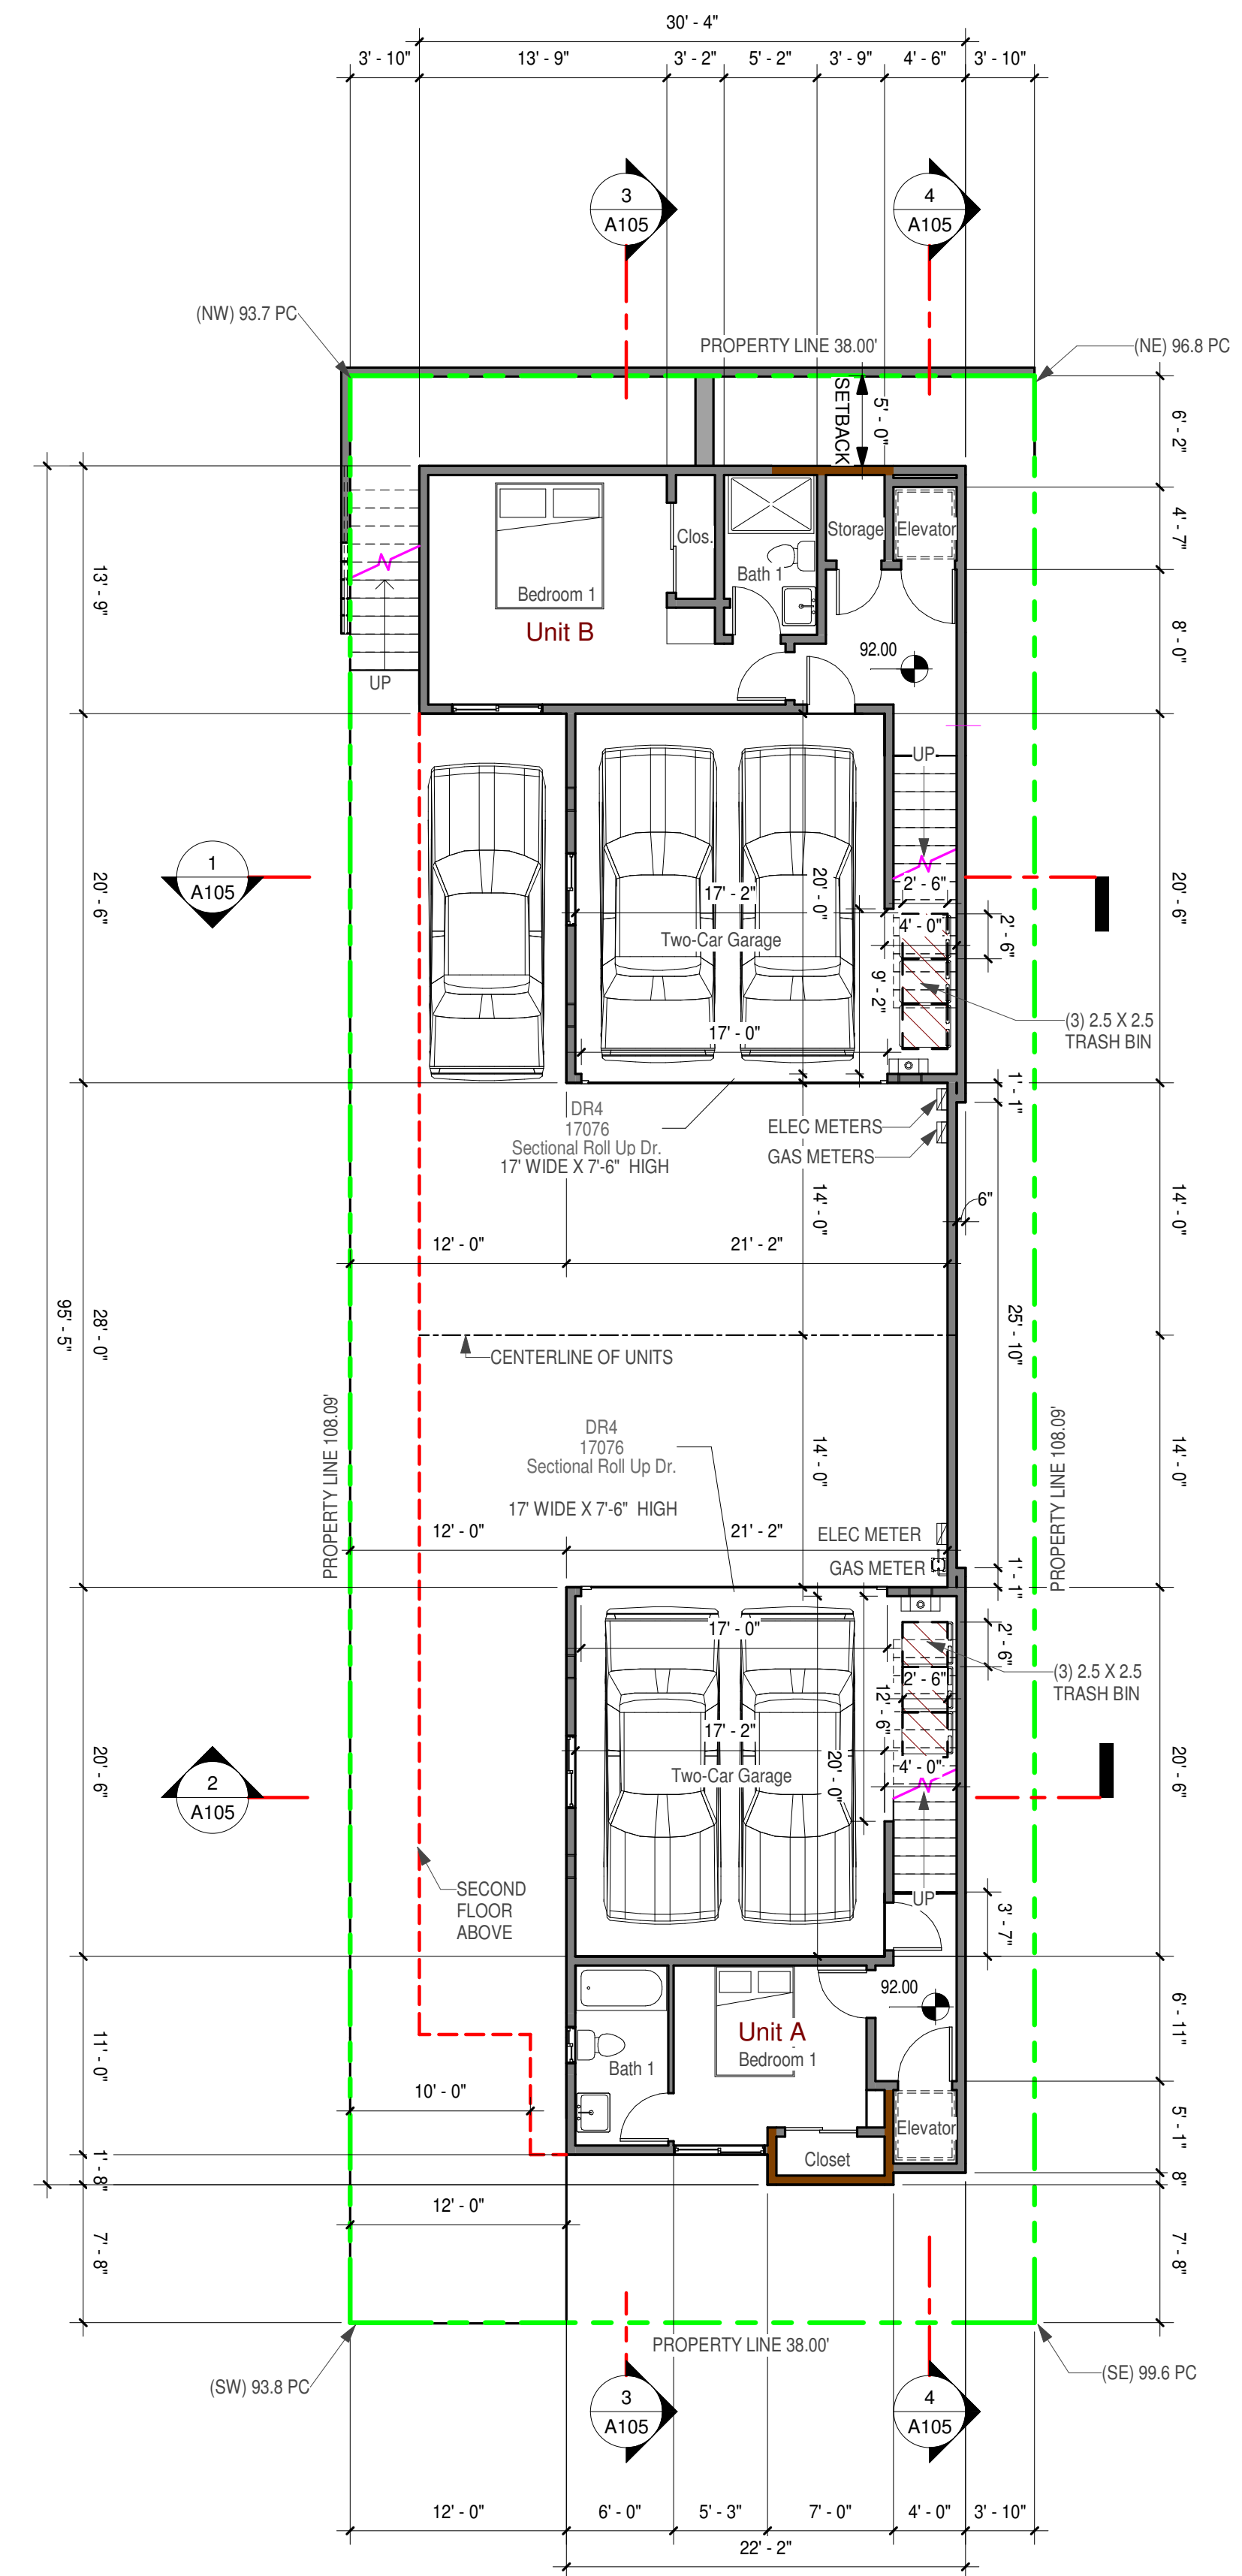 30' - 4"
3' - 10"
13' - 9"
3' - 2"
5' - 2"
3' - 9"
4' - 6"
3' - 10"
3
A105
4
A105
(NW) 93.7 PC
PROPERTY LINE 38.00'
(NE) 96.8 PC
5' - 0"
SETBACK
6' - 2"
4' - 7"
8' - 0"
13' - 9"
Clos.
Storage
Elevator
Bath 1
Bedroom 1
Unit B
92.00
UP
UP
1
A105
20' - 6"
20' - 6"
17' - 2"
20' - 0"
2' - 6"
4' - 0"
2' - 6"
Two-Car Garage
9' - 2"
17' - 0"
(3) 2.5 X 2.5
TRASH BIN
1' - 1"
DR4
17076
Sectional Roll Up Dr.
17' WIDE X 7'-6" HIGH
ELEC METERS
GAS METERS
14' - 0"
14' - 0"
6"
12' - 0"
21' - 2"
95' - 5"
28' - 0"
25' - 10"
CENTERLINE OF UNITS
PROPERTY LINE 108.09'
PROPERTY LINE 108.09'
DR4
17076
Sectional Roll Up Dr.
17' WIDE X 7'-6" HIGH
14' - 0"
14' - 0"
12' - 0"
21' - 2"
ELEC METER
GAS METER
1' - 1"
17' - 0"
2' - 6"
(3) 2.5 X 2.5
TRASH BIN
2' - 6"
12' - 6"
17' - 2"
20' - 0"
4' - 0"
Two-Car Garage
20' - 6"
20' - 6"
2
A105
SECOND
FLOOR
ABOVE
UP
3' - 7"
92.00
6' - 11"
Unit A
Bedroom 1
Bath 1
11' - 0"
10' - 0"
5' - 1"
Elevator
Closet
1' - 8"
8"
12' - 0"
7' - 8"
7' - 8"
PROPERTY LINE 38.00'
(SW) 93.8 PC
(SE) 99.6 PC
3
A105
4
A105
12' - 0"
6' - 0"
5' - 3"
7' - 0"
4' - 0"
3' - 10"
22' - 2"